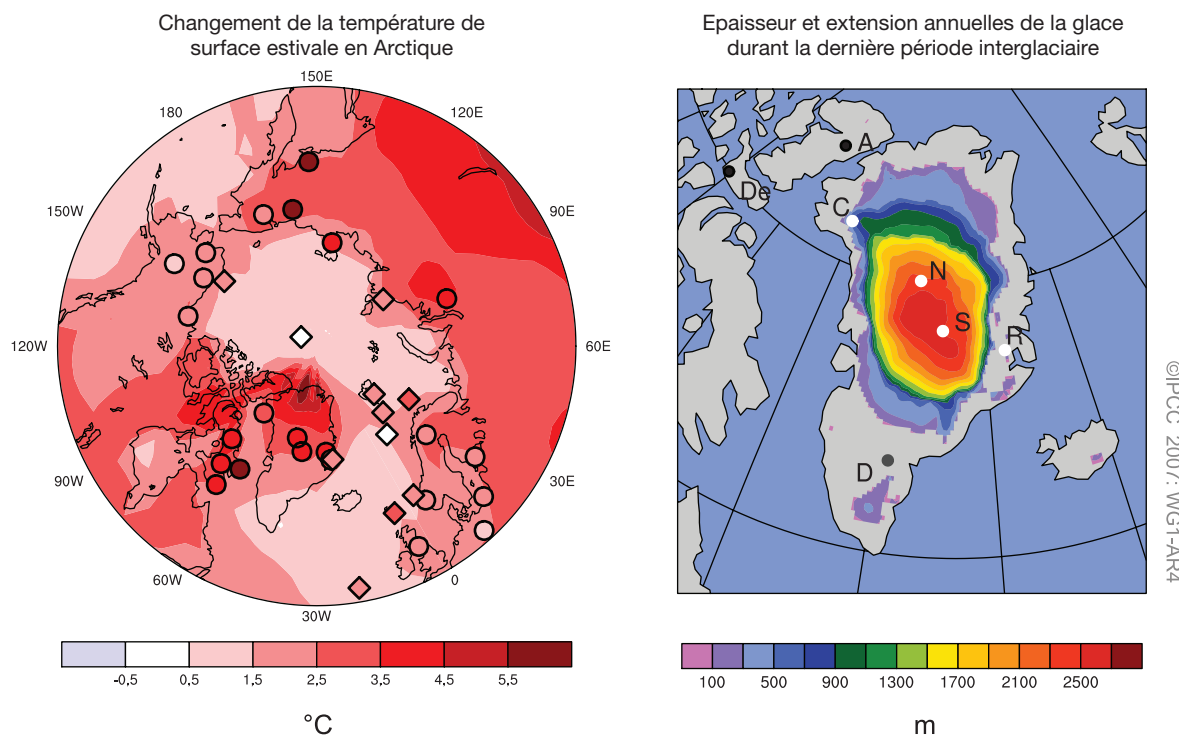 Changement de la température de
surface estivale en Arctique
150E
180
120E
150W
90E
120W
60E
90W
30E
60W
0
30W
-0,5 0,5 1,5 2,5 3,5 4,5 5,5
°C
Epaisseur et extension annuelles de la glace
durant la dernière période interglaciaire
A
De
C
N
S
R
D
100 500 900 1300 1700 2100 2500
m
©IPCC 2007: WG1-AR4